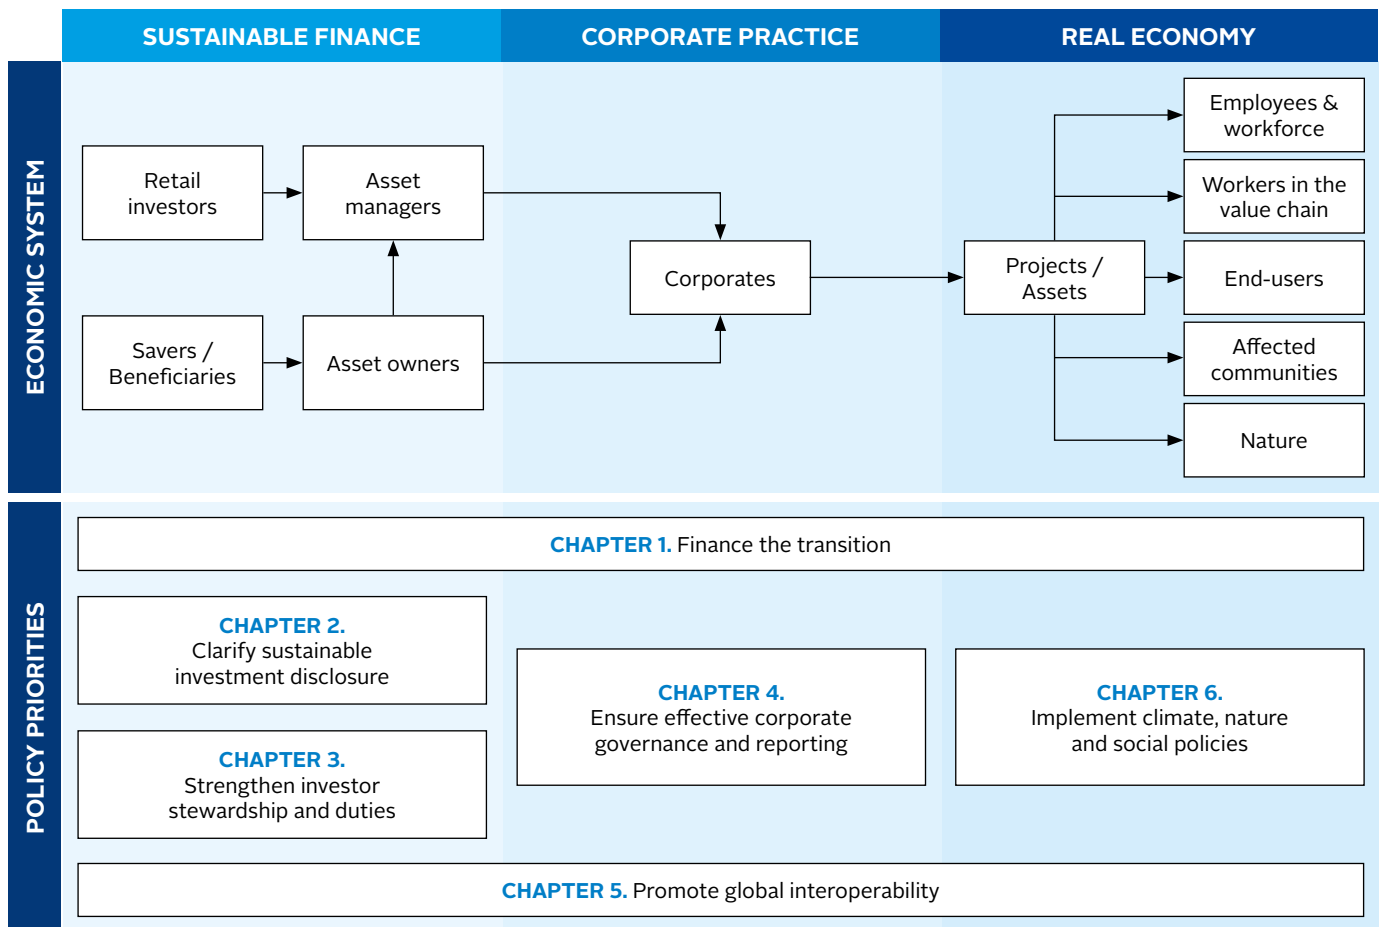 SUSTAINABLE FINANCE
CORPORATE PRACTICE
REAL ECONOMY
ECONOMIC SYSTEM
Retail
investors
Asset
managers
Savers /
Beneficiaries
Asset owners
Corporates
Projects /
Assets
Employees &
workforce
Workers in the
value chain
End-users
Affected
communities
Nature
POLICY PRIORITIES
CHAPTER 1. Finance the transition
CHAPTER 2.
Clarify sustainable
investment disclosure
CHAPTER 3.
Strengthen investor
stewardship and duties
CHAPTER 4.
Ensure effective corporate
governance and reporting
CHAPTER 6.
Implement climate, nature
and social policies
CHAPTER 5. Promote global interoperability